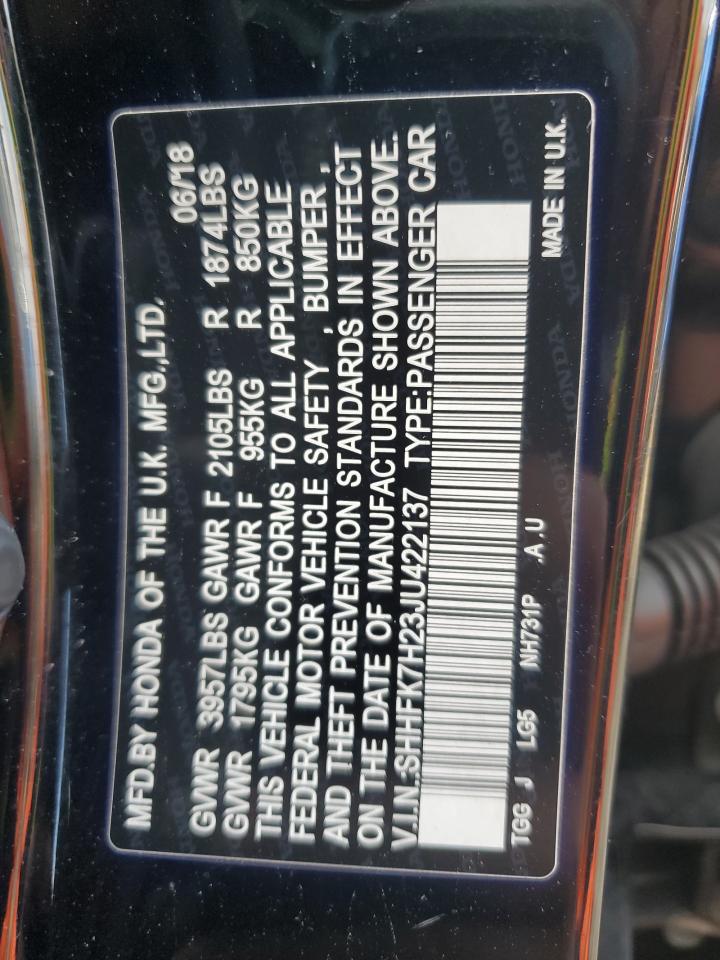 MFD.BY HONDA OF THE U.K. MFG.,LTD. 06/18
GVWR 3957LBS GAWR F 2105LBS R 1874LBS
GVWR 1795KG GAWR F 955KG R 850KG
THIS VEHICLE CONFORMS TO ALL APPLICABLE
FEDERAL MOTOR VEHICLE SAFETY , BUMPER ,
AND THEFT PREVENTION STANDARDS IN EFFECT
ON THE DATE OF MANUFACTURE SHOWN ABOVE.
V.I.N.:SHHFK7H23JU422137 TYPE:PASSENGER CAR
TGG J LG5 NH731P .A.U MADE IN U.K.